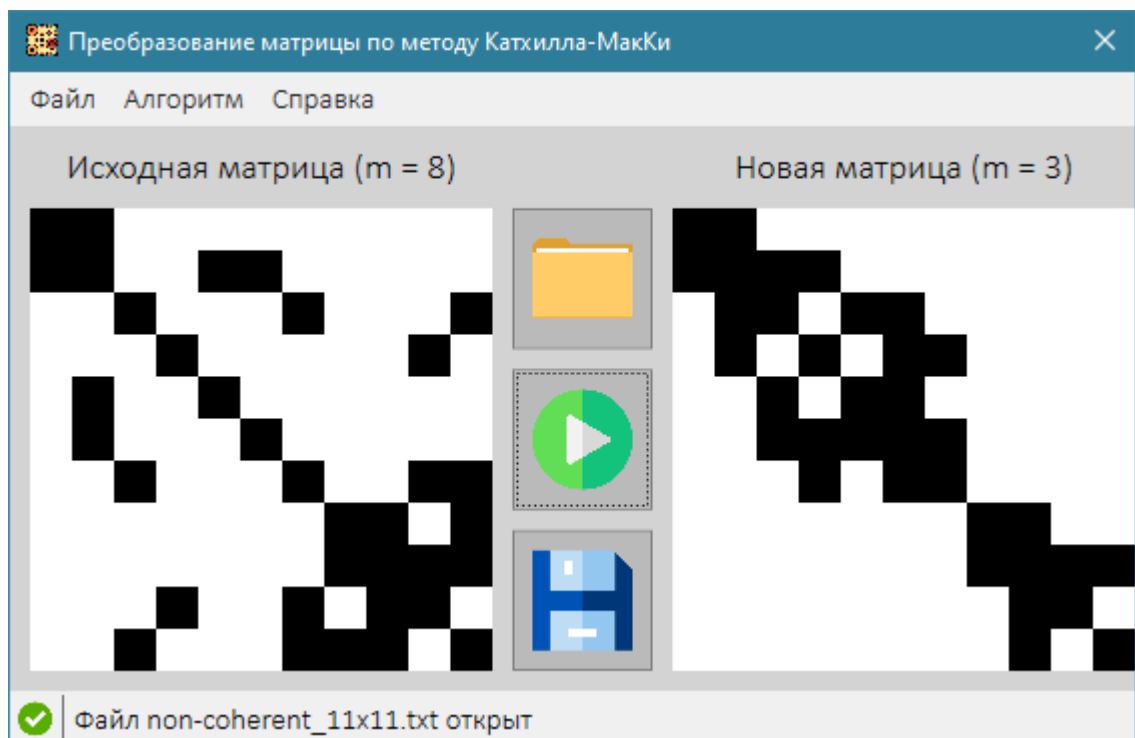 Преобразование матрицы по методу Катхилла-МакКи
Файл Алгоритм Справка
Исходная матрица (m = 8) Новая матрица (m = 3)
Файл non-coherent_11x11.txt открыт